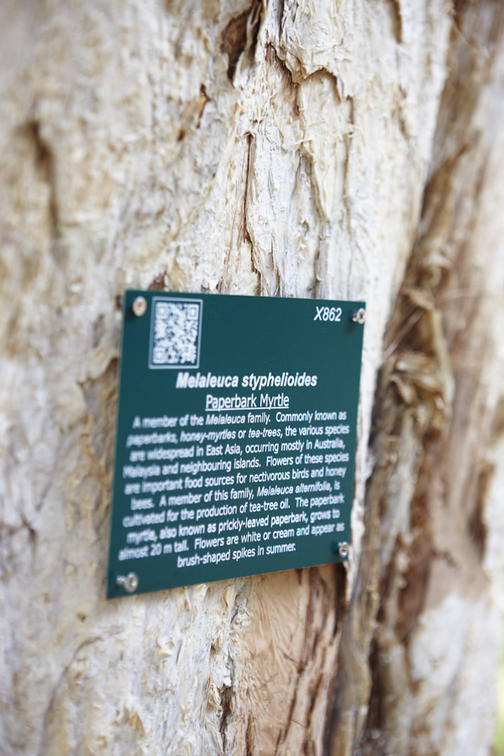 X862
Melaleuca styphelioides
Paperbark Myrtle
A member of the Melaleuca family. Commonly known as
paperbarks, honey-myrtles or tea-trees, the various species
are widespread in East Asia, occurring mostly in Australia,
Malaysia and neighbouring islands. Flowers of these species
are important food sources for nectivorous birds and honey
bees. A member of this family, Melaleuca alternifolia, is
cultivated for the production of tea-tree oil. The paperbark
myrtle, also known as prickly-leaved paperbark, grows to
almost 20 m tall. Flowers are white or cream and appear as
brush-shaped spikes in summer.